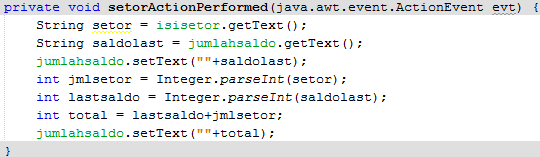 private void setorActionPerformed(java.awt.event.ActionEvent evt) {
String setor = isisetor.getText();
String saldolast = jumlahsaldo.getText();
jumlahsaldo.setText(""+saldolast);
int jmlsetor = Integer.parseInt(setor);
int lastsaldo = Integer.parseInt(saldolast);
int total = lastsaldo+jmlsetor;
jumlahsaldo.setText(""+total);
}